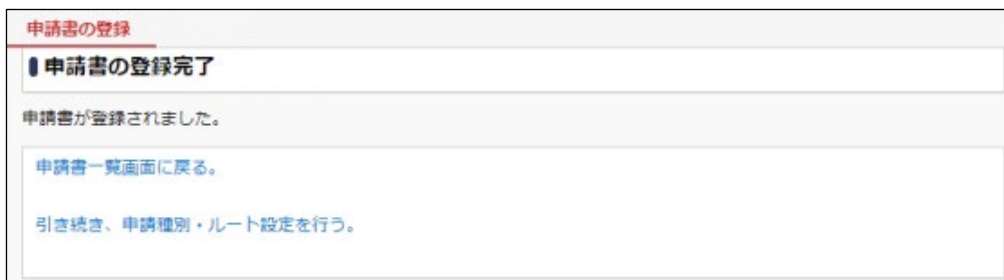 申請書の登録
申請書の登録完了
申請書が登録されました。
申請書一覧画面に戻る。
引き続き、申請種別・ルート設定を行う。